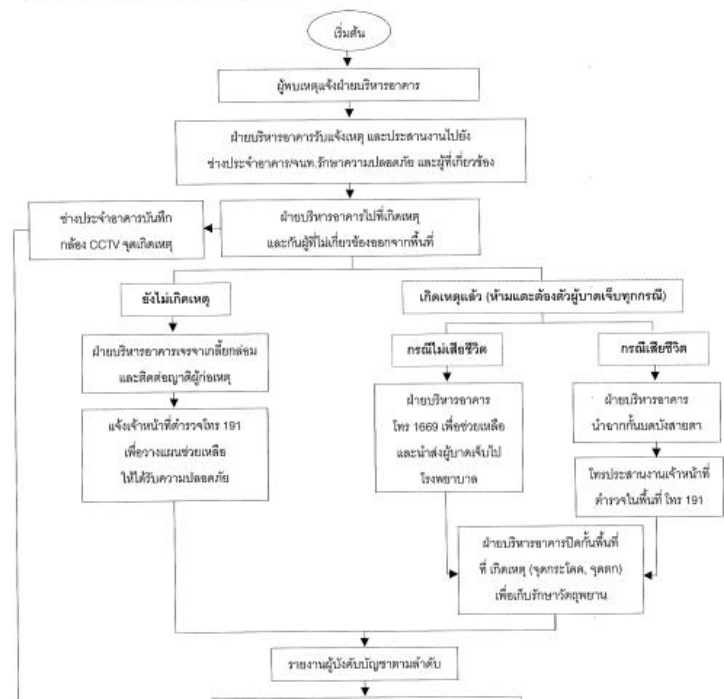 เริ่มต้น
ผู้พบเหตุแจ้งฝ่ายบริหารอาคาร
ฝ่ายบริหารอาคารรับแจ้งเหตุ และประสานงานไปยัง
ช่างประจำอาคาร/จนท.รักษาความปลอดภัย และผู้ที่เกี่ยวข้อง
ช่างประจำอาคารบันทึก
กล้อง CCTV จุดเกิดเหตุ
ฝ่ายบริหารอาคารไปที่เกิดเหตุ
และกันผู้ที่ไม่เกี่ยวข้องออกจากพื้นที่
ยังไม่เกิดเหตุ
เกิดเหตุแล้ว (ห้ามแตะต้องตัวผู้บาดเจ็บทุกกรณี)
ฝ่ายบริหารอาคารเจรจาเกลี้ยกล่อม
และติดต่อญาติผู้ก่อเหตุ
กรณีไม่เสียชีวิต
กรณีเสียชีวิต
แจ้งเจ้าหน้าที่ตำรวจโทร 191
เพื่อวางแผนช่วยเหลือ
ให้ได้รับความปลอดภัย
ฝ่ายบริหารอาคาร
โทร 1669 เพื่อช่วยเหลือ
และนำส่งผู้บาดเจ็บไป
โรงพยาบาล
ฝ่ายบริหารอาคาร
นำฉากกั้นบดบังสายตา
โทรประสานงานเจ้าหน้าที่
ตำรวจในพื้นที่ โทร 191
ฝ่ายบริหารอาคารปิดกั้นพื้นที่
ที่ เกิดเหตุ (จุดกระโดด, จุดตก)
เพื่อเก็บรักษาวัตถุพยาน
รายงานผู้บังคับบัญชาตามลำดับ